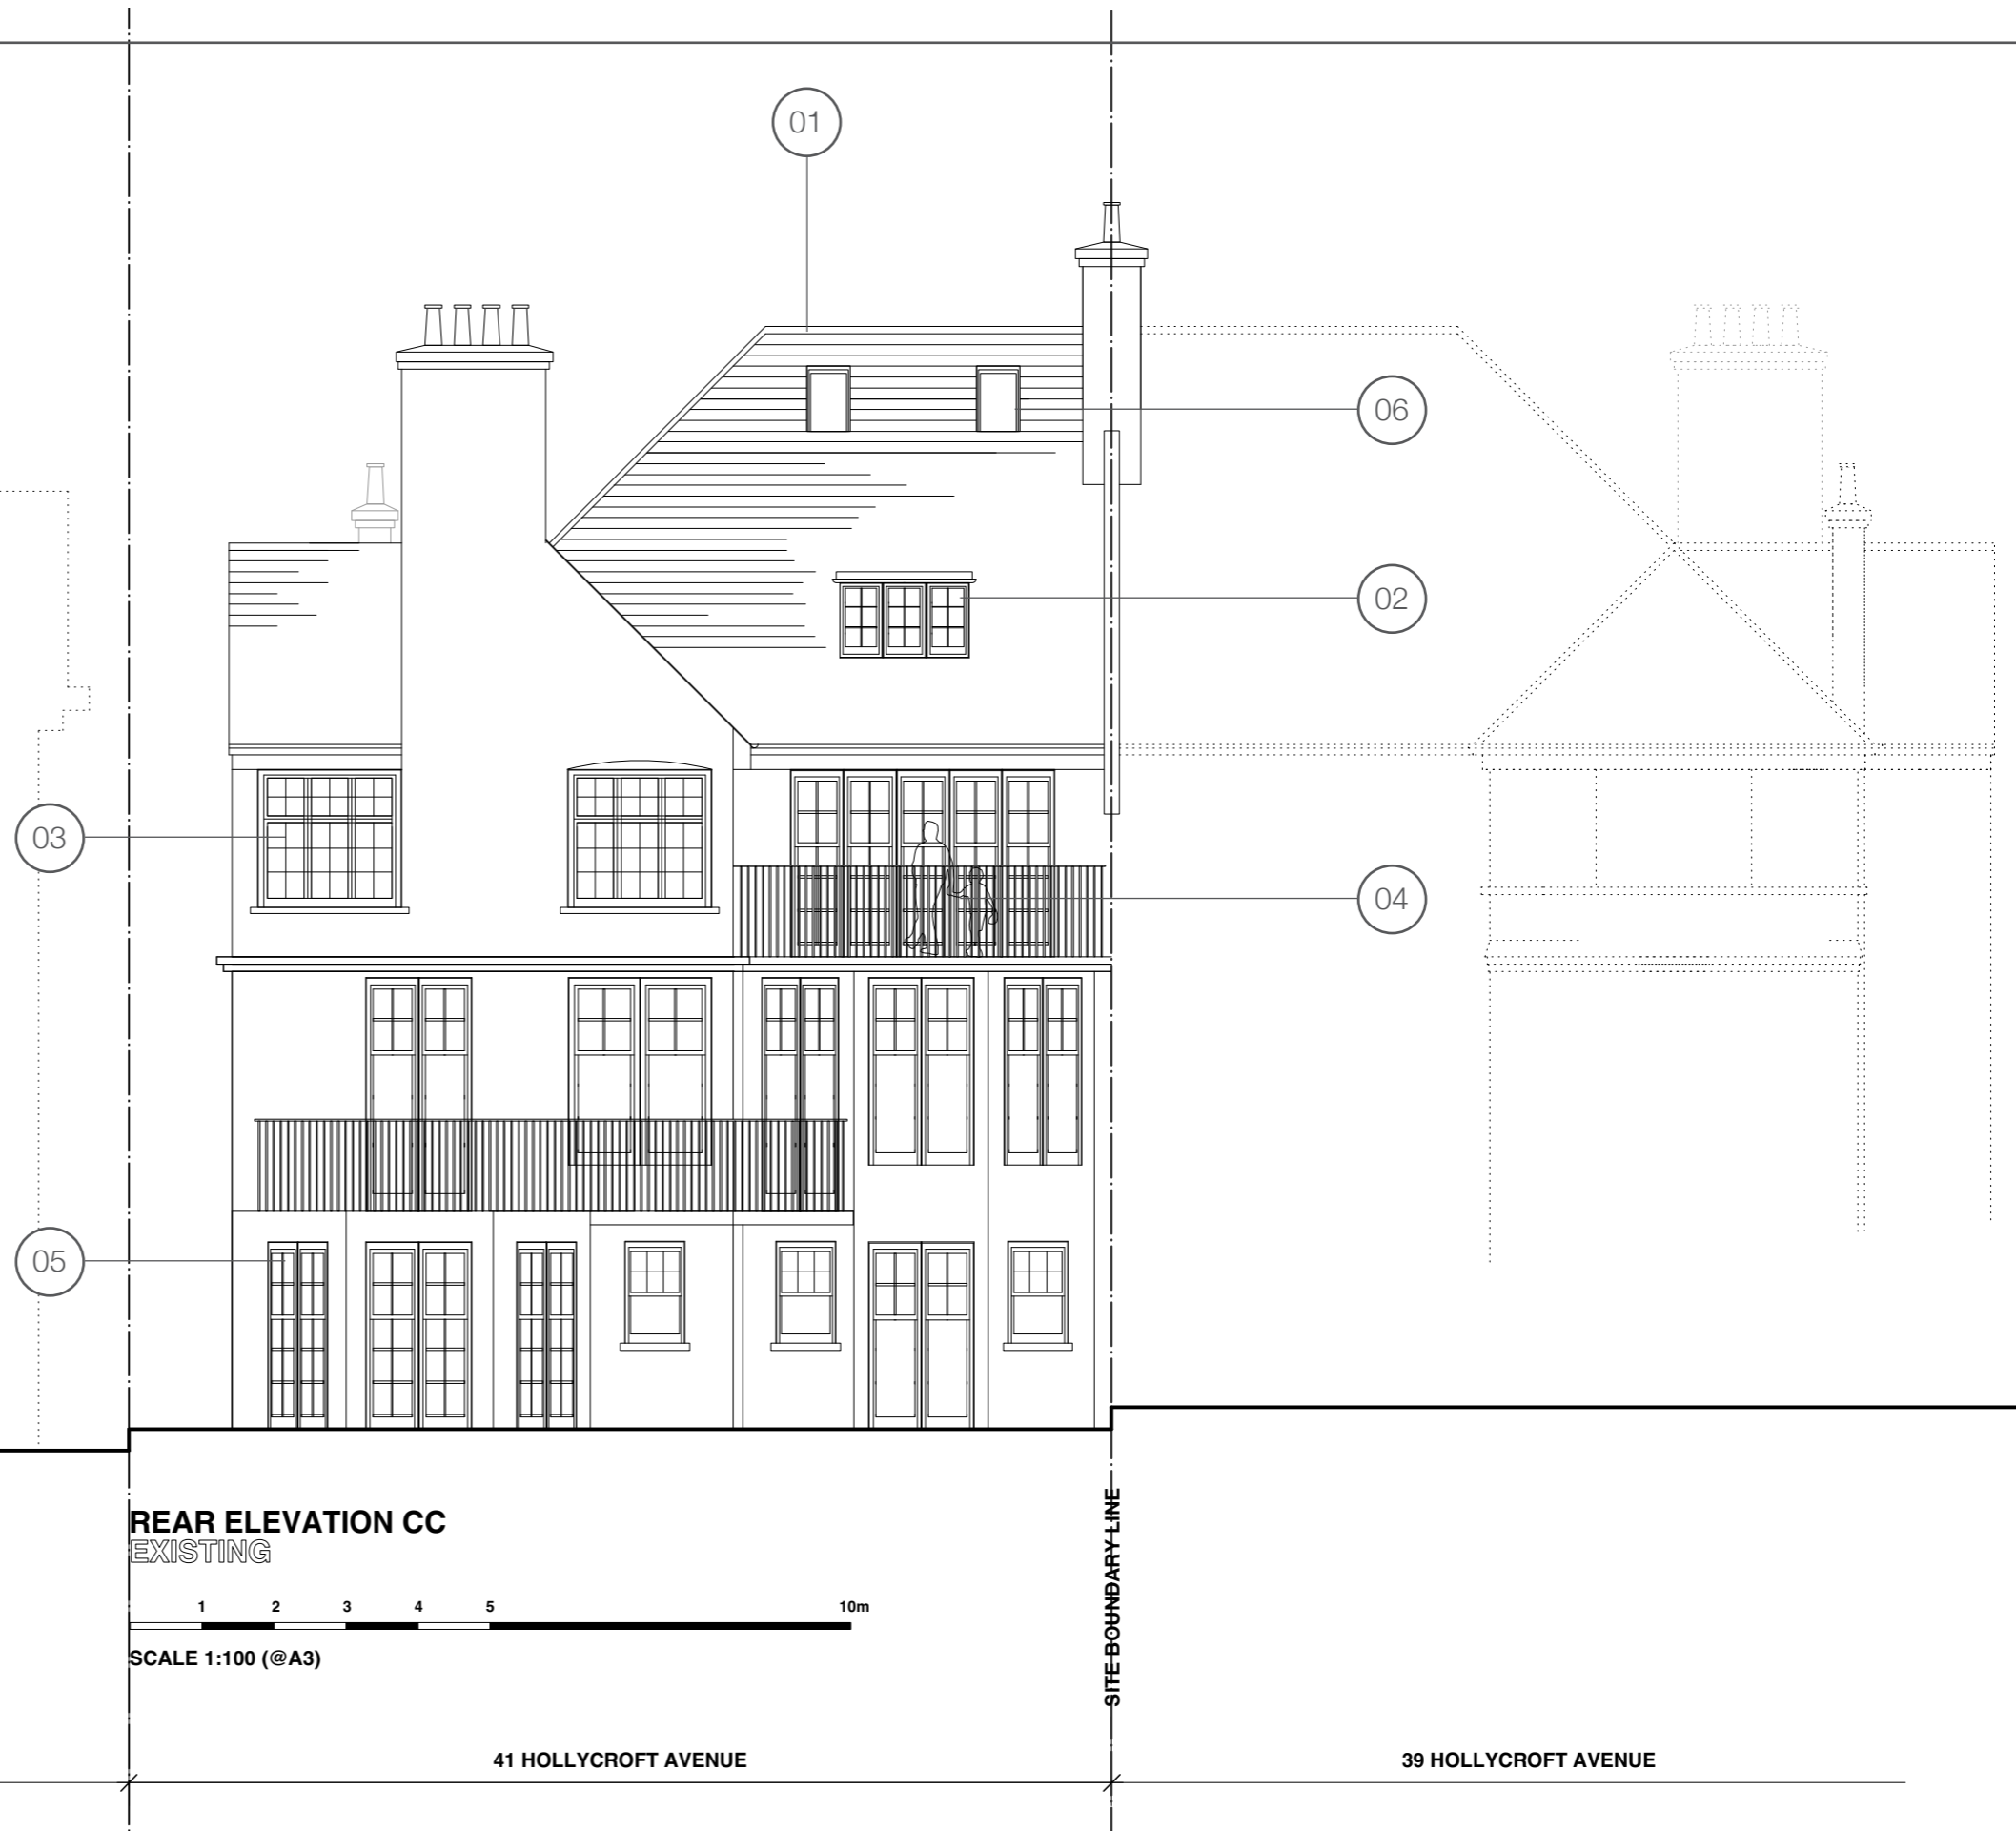 01
06
02
03
04
05
REAR ELEVATION CC
EXISTING
1 2 3 4 5 10m
SCALE 1:100 (@A3)
SITE BOUNDARY LINE
41 HOLLYCROFT AVENUE
39 HOLLYCROFT AVENUE